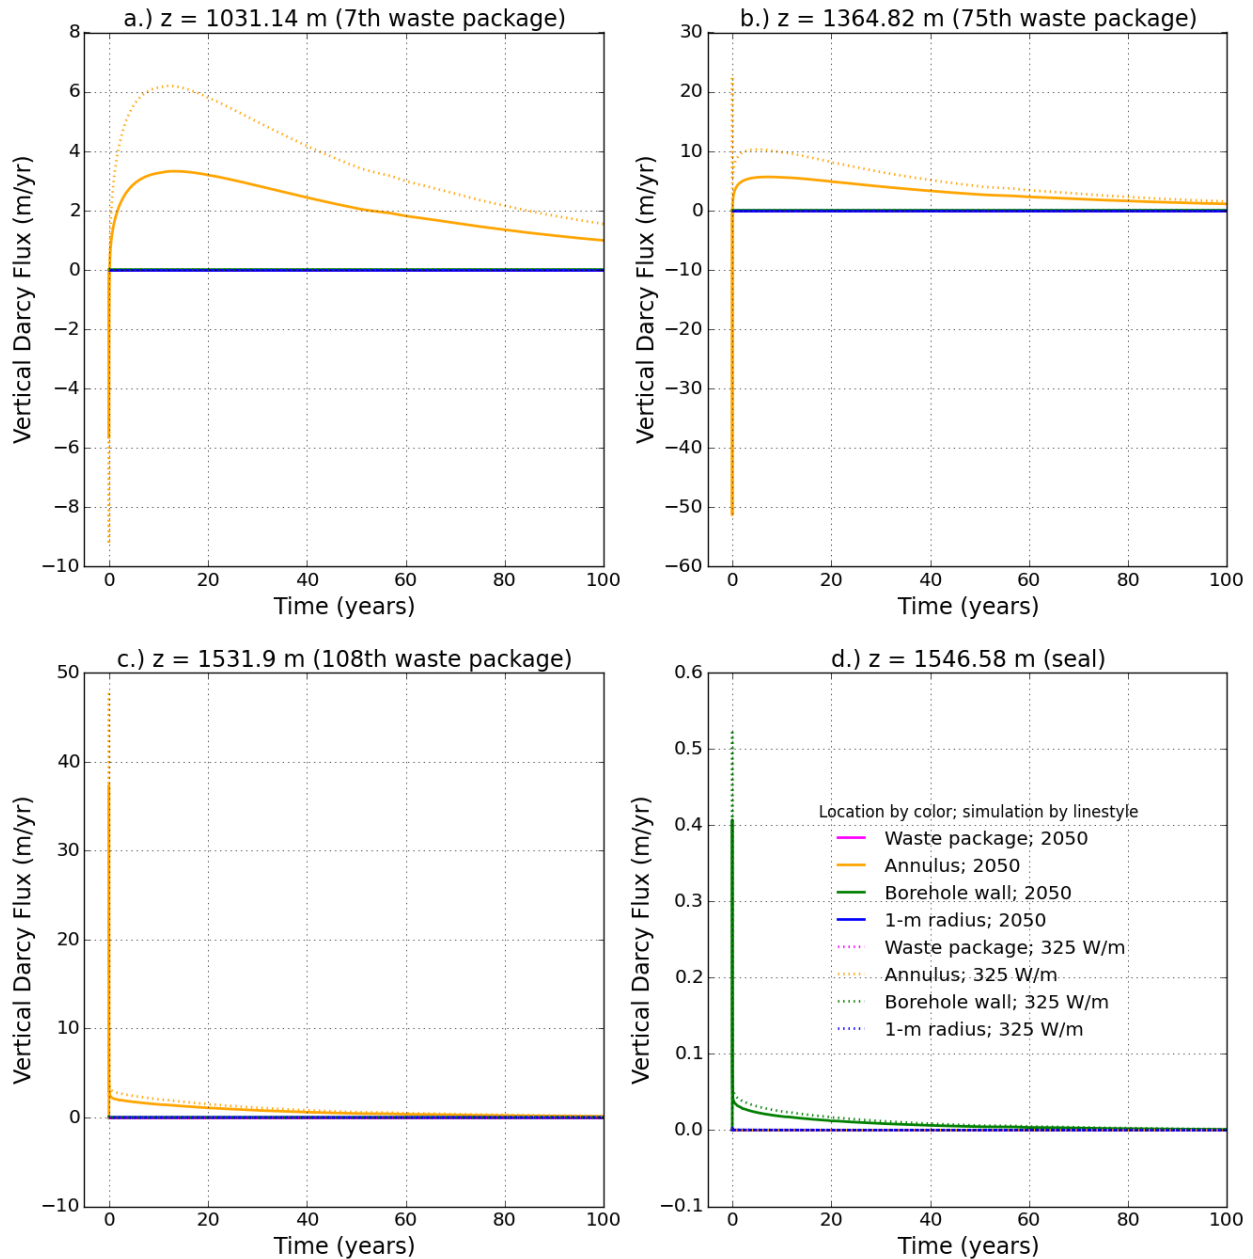 a.) z = 1031.14 m (7th waste package)
8
6
4
2
0
−2
−4
−6
−8
−10
Vertical Darcy Flux (m/yr)
0 20 40 60 80 100
Time (years)
b.) z = 1364.82 m (75th waste package)
30
20
10
0
−10
−20
−30
−40
−50
−60
Vertical Darcy Flux (m/yr)
0 20 40 60 80 100
Time (years)
c.) z = 1531.9 m (108th waste package)
50
40
30
20
10
0
−10
Vertical Darcy Flux (m/yr)
0 20 40 60 80 100
Time (years)
d.) z = 1546.58 m (seal)
0.6
0.5
0.4
0.3
0.2
0.1
0.0
−0.1
Vertical Darcy Flux (m/yr)
Location by color; simulation by linestyle
Waste package; 2050
Annulus; 2050
Borehole wall; 2050
1-m radius; 2050
Waste package; 325 W/m
Annulus; 325 W/m
Borehole wall; 325 W/m
1-m radius; 325 W/m
0 20 40 60 80 100
Time (years)